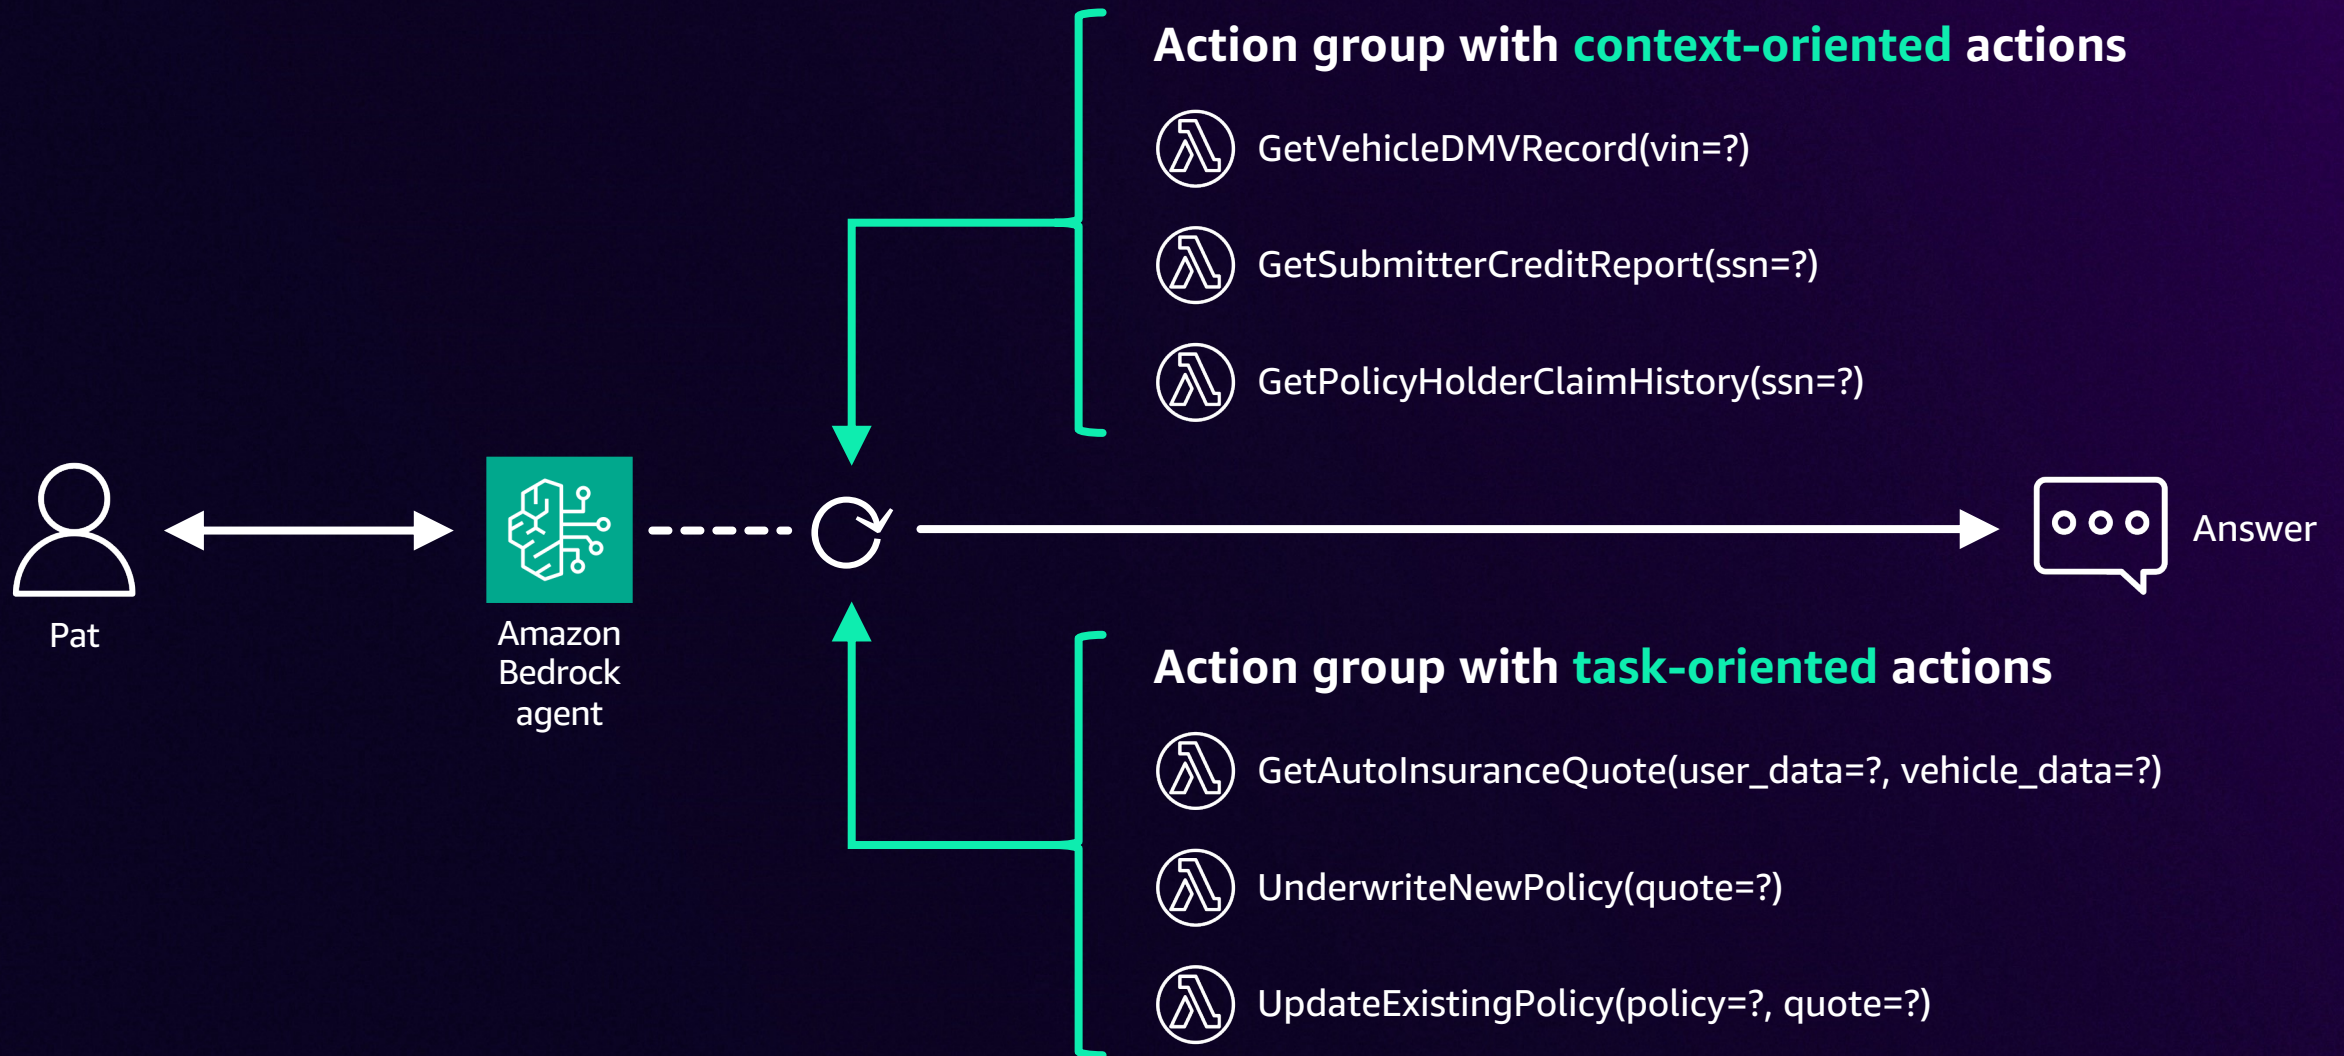 Action group with context-oriented actions
GetVehicleDMVRecord(vin=?)
GetSubmitterCreditReport(ssn=?)
GetPolicyHolderClaimHistory(ssn=?)
Pat
Amazon
Bedrock
agent
Answer
Action group with task-oriented actions
GetAutoInsuranceQuote(user_data=?, vehicle_data=?)
UnderwriteNewPolicy(quote=?)
UpdateExistingPolicy(policy=?, quote=?)